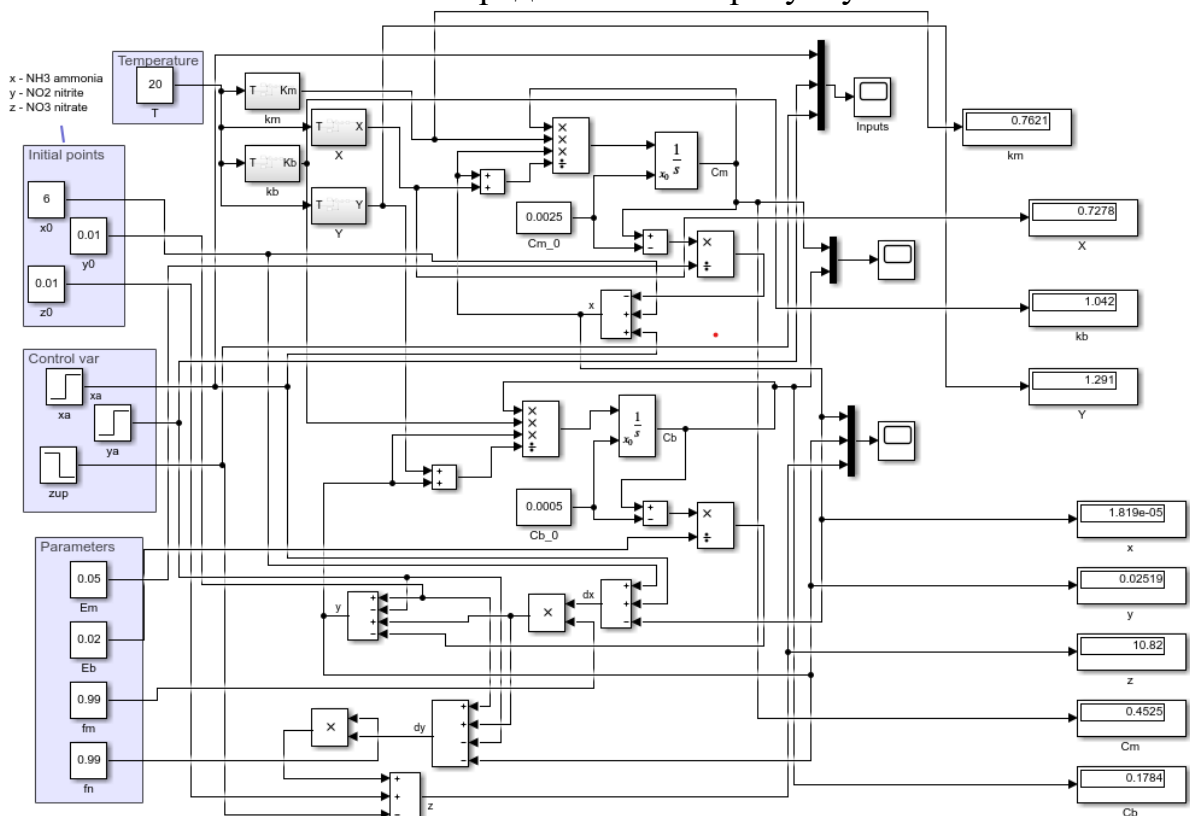 Temperature
x - NH3 ammonia
y - NO2 nitrite
z - NO3 nitrate
20
T
T Km
km
T X
X
T Kb
kb
T Y
Y
Initial points
6
x0
0.01
y0
0.01
z0
Control var
xa
xa
ya
zup
Parameters
0.05
Em
0.02
Eb
0.99
fm
0.99
fn
×
×
×
÷
+
+
1
s
x₀
Cm
0.0025
Cm_0
+
−
×
÷
−
+
+
x
×
×
×
÷
+
+
1
s
x₀
Cb
0.0005
Cb_0
+
−
×
÷
+
−
+
−
y
×
dx
+
+
−
×
dy
+
+
−
−
+
+
−
z
Inputs
0.7621
km
0.7278
X
1.042
kb
1.291
Y
1.819e-05
x
0.02519
y
10.82
z
0.4525
Cm
0.1784
Cb